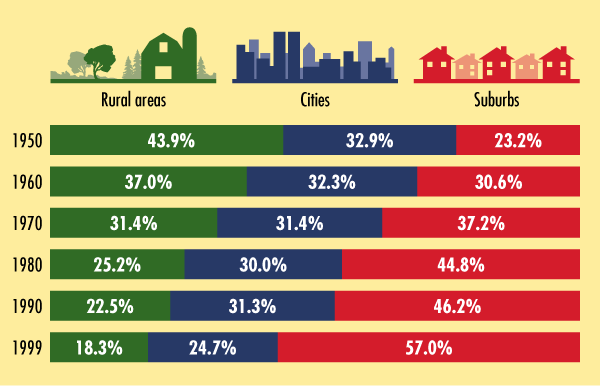 Rural areas Cities Suburbs
1950 43.9% 32.9% 23.2%
1960 37.0% 32.3% 30.6%
1970 31.4% 31.4% 37.2%
1980 25.2% 30.0% 44.8%
1990 22.5% 31.3% 46.2%
1999 18.3% 24.7% 57.0%